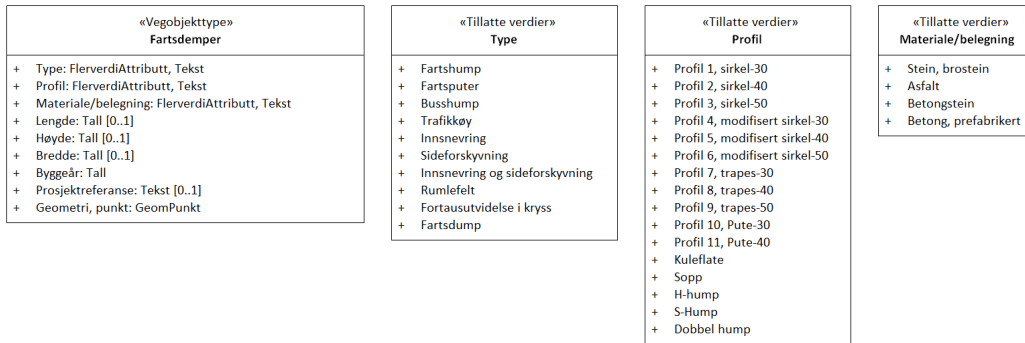 «Vegobjekttype»
Fartsdemper
+ Type: FlerverdiAttributt, Tekst
+ Profil: FlerverdiAttributt, Tekst
+ Materiale/belegning: FlerverdiAttributt, Tekst
+ Lengde: Tall [0..1]
+ Høyde: Tall [0..1]
+ Bredde: Tall [0..1]
+ Byggeår: Tall
+ Prosjektreferanse: Tekst [0..1]
+ Geometri, punkt: GeomPunkt
«Tillatte verdier»
Type
+ Fartshump
+ Fartsputer
+ Busshump
+ Trafikkøy
+ Innsnevring
+ Sideforskyvning
+ Innsnevring og sideforskyvning
+ Rumlefelt
+ Fortausutvidelse i kryss
+ Fartsdump
«Tillatte verdier»
Profil
+ Profil 1, sirkel-30
+ Profil 2, sirkel-40
+ Profil 3, sirkel-50
+ Profil 4, modifisert sirkel-30
+ Profil 5, modifisert sirkel-40
+ Profil 6, modifisert sirkel-50
+ Profil 7, trapes-30
+ Profil 8, trapes-40
+ Profil 9, trapes-50
+ Profil 10, Pute-30
+ Profil 11, Pute-40
+ Kuleflate
+ Sopp
+ H-hump
+ S-Hump
+ Dobbel hump
«Tillatte verdier»
Materiale/belegning
+ Stein, brostein
+ Asfalt
+ Betongstein
+ Betong, prefabrikert